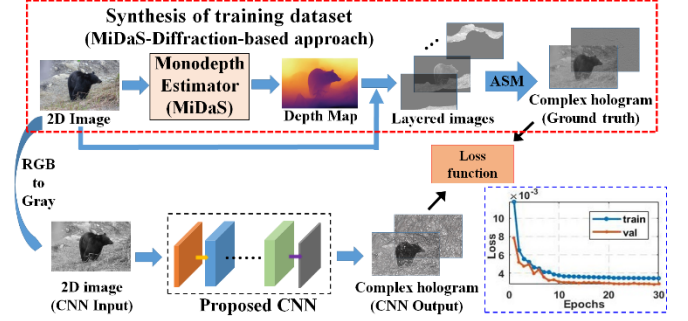 Synthesis of training dataset
(MiDaS-Diffraction-based approach)
Monodepth
Estimator
(MiDaS)
ASM
2D Image
Depth Map
Layered images
Complex hologram
(Ground truth)
RGB
to
Gray
Loss
function
2D image
(CNN Input)
Proposed CNN
Complex hologram
(CNN Output)
×10⁻³
12
10
8
6
4
Loss
train
val
0
10
20
30
Epochs